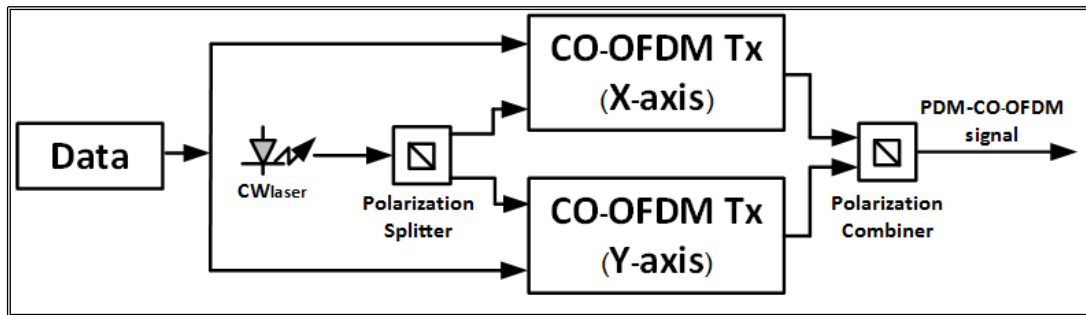 Data
CWlaser
Polarization
Splitter
CO-OFDM Tx
(X-axis)
CO-OFDM Tx
(Y-axis)
Polarization
Combiner
PDM-CO-OFDM
signal